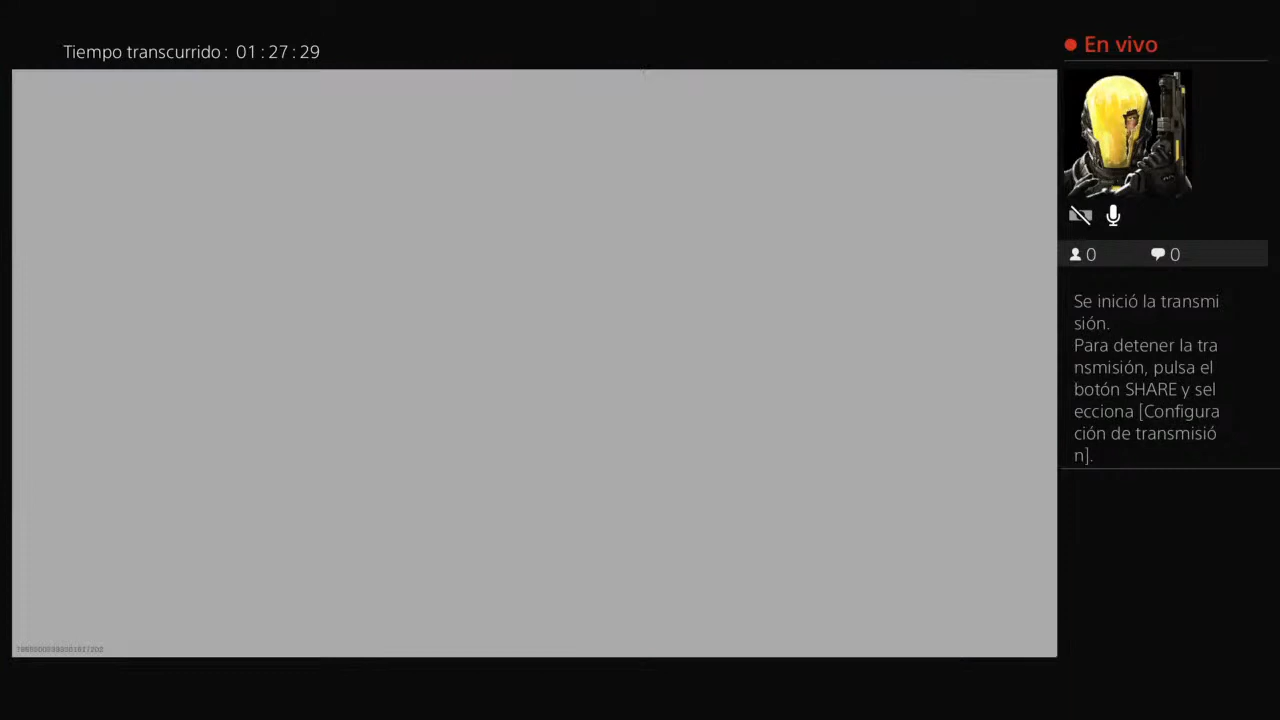 Tiempo transcurrido : 01 : 27 : 29
En vivo
0 0
Se inició la transmi
sión.
Para detener la tra
nsmisión, pulsa el
botón SHARE y sel
ecciona [Configura
ción de transmisió
n].